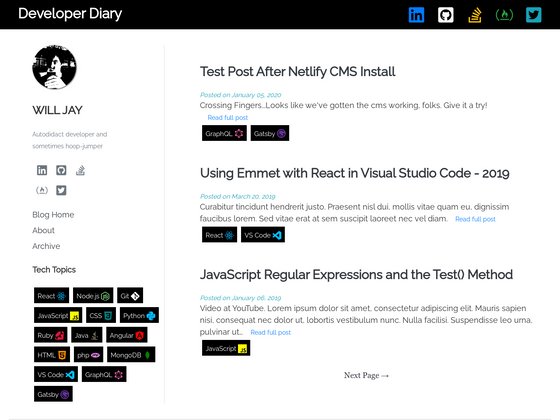 Developer Diary
WILL JAY
Autodidact developer and
sometimes hoop-jumper
Blog Home
About
Archive
Tech Topics
React Node.js Git
JavaScript CSS Python
Ruby Java Angular
HTML php MongoDB
VS Code GraphQL
Gatsby
Test Post After Netlify CMS Install
Posted on January 05, 2020
Crossing Fingers...Looks like we've gotten the cms working, folks. Give it a try!
Read full post
GraphQL Gatsby
Using Emmet with React in Visual Studio Code - 2019
Posted on March 20, 2019
Curabitur tincidunt hendrerit justo. Praesent nisl dui, mollis vitae quam eu, dignissim
faucibus lorem. Sed vitae erat at sem suscipit laoreet nec vel diam. Read full post
React VS Code
JavaScript Regular Expressions and the Test() Method
Posted on January 06, 2019
Video at YouTube. Lorem ipsum dolor sit amet, consectetur adipiscing elit. Mauris sapien
nisi, consequat nec dolor ut, lobortis vestibulum nunc. Nulla facilisi. Suspendisse leo urna,
pulvinar ut… Read full post
JavaScript
Next Page →